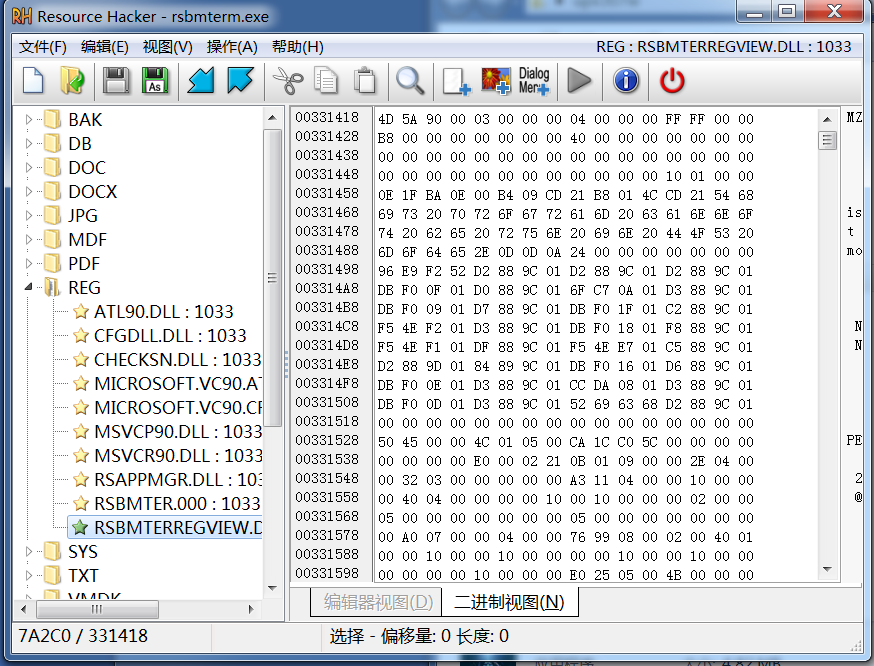 Resource Hacker - rsbmterm.exe
文件(F) 编辑(E) 视图(V) 操作(A) 帮助(H) REG : RSBMTERREGVIEW.DLL : 1033
As Dialog
Menu
BAK
DB
DOC
DOCX
JPG
MDF
PDF
REG
ATL90.DLL : 1033
CFGDLL.DLL : 1033
CHECKSN.DLL : 1033
MICROSOFT.VC90.AT
MICROSOFT.VC90.CR
MSVCP90.DLL : 1033
MSVCR90.DLL : 1033
RSAPPMGR.DLL : 103
RSBMTER.000 : 1033
RSBMTERREGVIEW.D
SYS
TXT
VMDK
00331418 4D 5A 90 00 03 00 00 00 04 00 00 00 FF FF 00 00 MZ
00331428 B8 00 00 00 00 00 00 00 40 00 00 00 00 00 00 00
00331438 00 00 00 00 00 00 00 00 00 00 00 00 00 00 00 00
00331448 00 00 00 00 00 00 00 00 00 00 00 00 10 01 00 00
00331458 0E 1F BA 0E 00 B4 09 CD 21 B8 01 4C CD 21 54 68
00331468 69 73 20 70 72 6F 67 72 61 6D 20 63 61 6E 6E 6F is
00331478 74 20 62 65 20 72 75 6E 20 69 6E 20 44 4F 53 20 t
00331488 6D 6F 64 65 2E 0D 0D 0A 24 00 00 00 00 00 00 00 mo
00331498 96 E9 F2 52 D2 88 9C 01 D2 88 9C 01 D2 88 9C 01
003314A8 DB F0 0F 01 D0 88 9C 01 6F C7 0A 01 D3 88 9C 01
003314B8 DB F0 09 01 D7 88 9C 01 DB F0 1F 01 C2 88 9C 01
003314C8 F5 4E F2 01 D3 88 9C 01 DB F0 18 01 F8 88 9C 01 N
003314D8 F5 4E F1 01 DF 88 9C 01 F5 4E E7 01 C5 88 9C 01 N
003314E8 D2 88 9D 01 84 89 9C 01 DB F0 16 01 D6 88 9C 01
003314F8 DB F0 0E 01 D3 88 9C 01 CC DA 08 01 D3 88 9C 01
00331508 DB F0 0D 01 D3 88 9C 01 52 69 63 68 D2 88 9C 01
00331518 00 00 00 00 00 00 00 00 00 00 00 00 00 00 00 00
00331528 50 45 00 00 4C 01 05 00 CA 1C C0 5C 00 00 00 00 PE
00331538 00 00 00 00 E0 00 02 21 0B 01 09 00 00 2E 04 00
00331548 00 32 03 00 00 00 00 00 A3 11 04 00 00 10 00 00 2
00331558 00 40 04 00 00 00 00 10 00 10 00 00 00 02 00 00 @
00331568 05 00 00 00 00 00 00 00 05 00 00 00 00 00 00 00
00331578 00 A0 07 00 00 04 00 00 76 99 08 00 02 00 40 01
00331588 00 00 10 00 00 10 00 00 00 00 10 00 00 10 00 00
00331598 00 00 00 00 10 00 00 00 E0 25 05 00 4B 00 00 00
编辑器视图(D) 二进制视图(N)
7A2C0 / 331418 选择 - 偏移量: 0 长度: 0